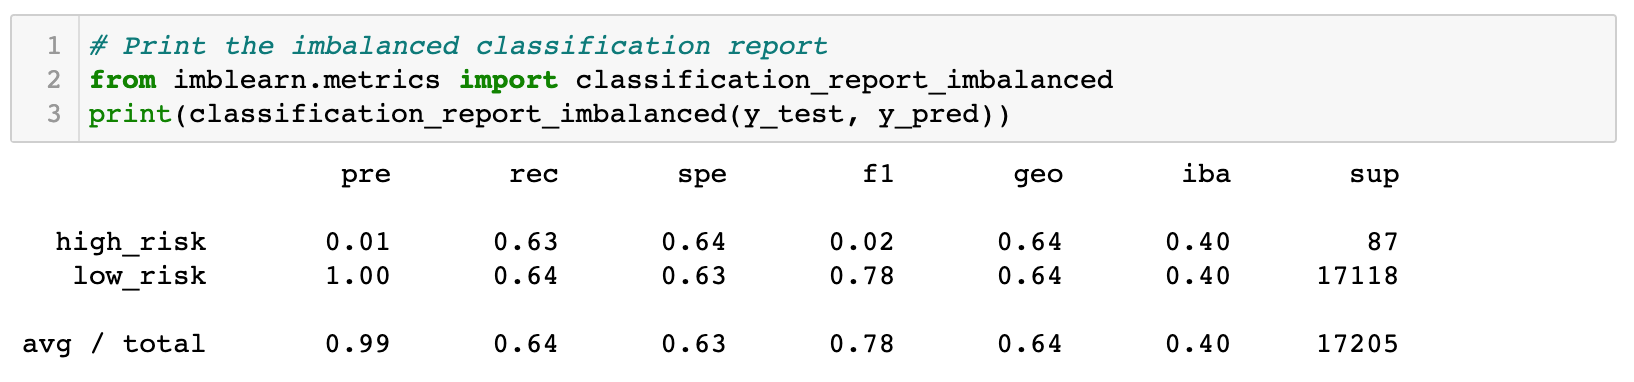 1 # Print the imbalanced classification report
2 from imblearn.metrics import classification_report_imbalanced
3 print(classification_report_imbalanced(y_test, y_pred))
pre rec spe f1 geo iba sup
high_risk 0.01 0.63 0.64 0.02 0.64 0.40 87
low_risk 1.00 0.64 0.63 0.78 0.64 0.40 17118
avg / total 0.99 0.64 0.63 0.78 0.64 0.40 17205